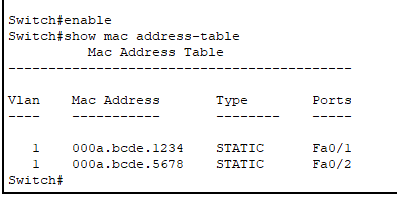 Switch#enable
Switch#show mac address-table
Mac Address Table
-------------------------------------------
Vlan Mac Address Type Ports
---- ----------- -------- -----
1 000a.bcde.1234 STATIC Fa0/1
1 000a.bcde.5678 STATIC Fa0/2
Switch#